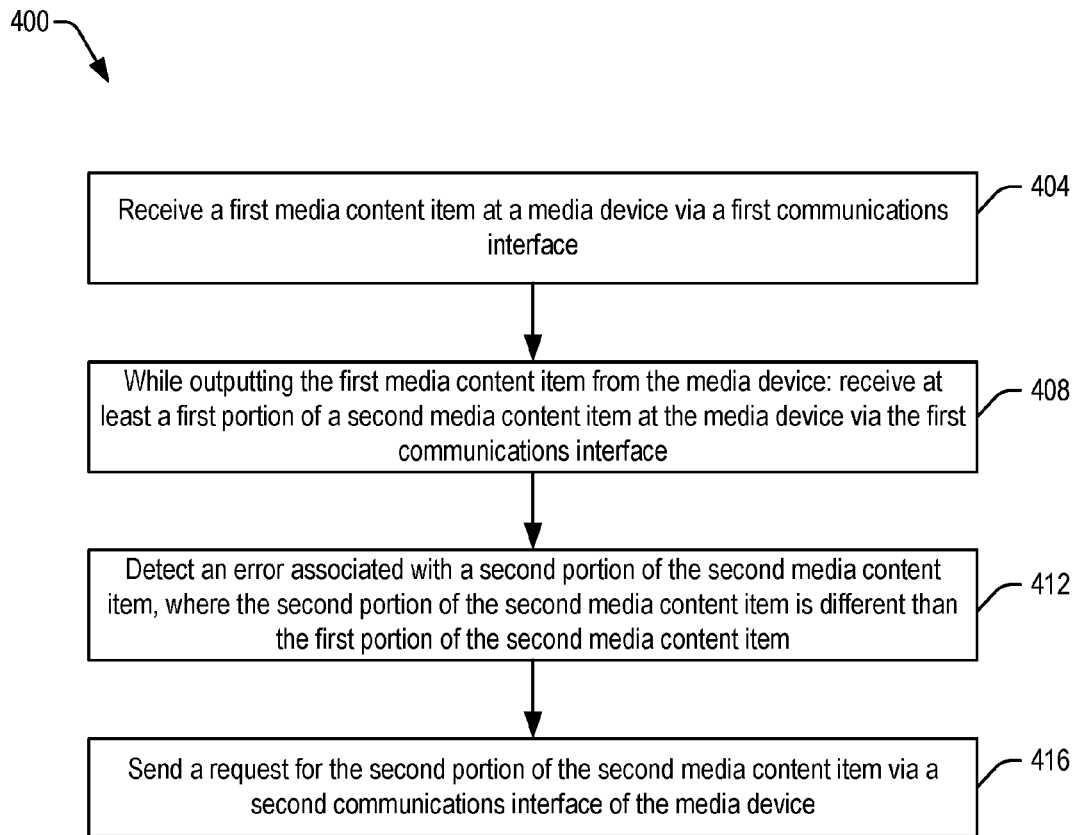 400
Receive a first media content item at a media device via a first communications
interface
404
While outputting the first media content item from the media device: receive at
least a first portion of a second media content item at the media device via the first
communications interface
408
Detect an error associated with a second portion of the second media content
item, where the second portion of the second media content item is different than
the first portion of the second media content item
412
Send a request for the second portion of the second media content item via a
second communications interface of the media device
416